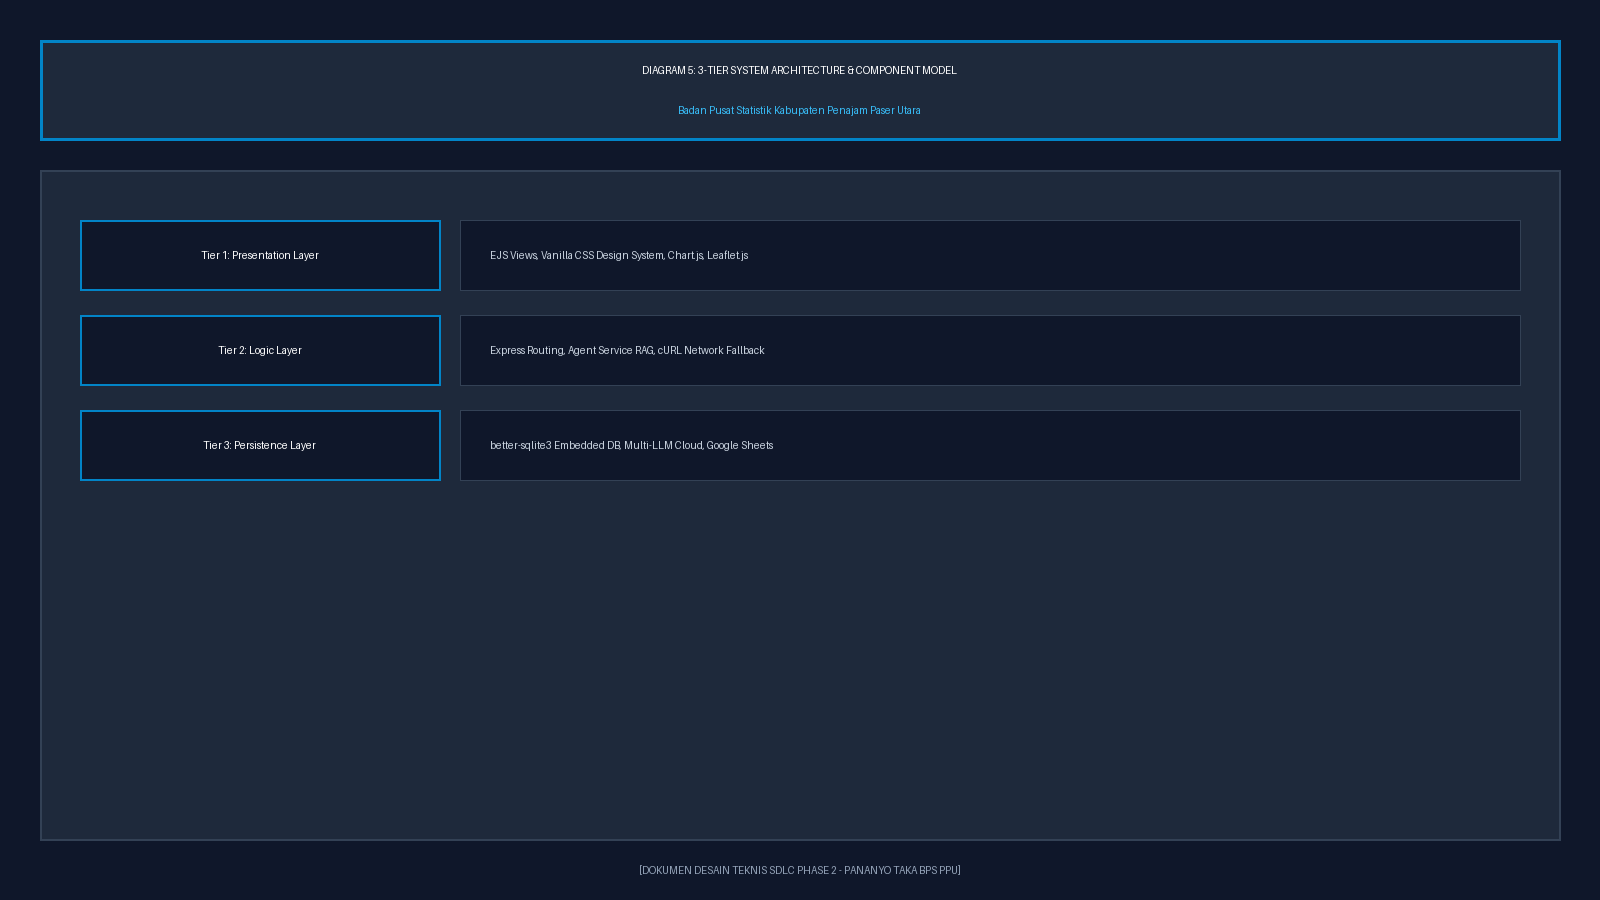 DIAGRAM 5: 3-TIER SYSTEM ARCHITECTURE & COMPONENT MODEL
Badan Pusat Statistik Kabupaten Penajam Paser Utara
Tier 1: Presentation Layer
EJS Views, Vanilla CSS Design System, Chart.js, Leaflet.js
Tier 2: Logic Layer
Express Routing, Agent Service RAG, cURL Network Fallback
Tier 3: Persistence Layer
better-sqlite3 Embedded DB, Multi-LLM Cloud, Google Sheets
[DOKUMEN DESAIN TEKNIS SDLC PHASE 2 - PANANYO TAKA BPS PPU]